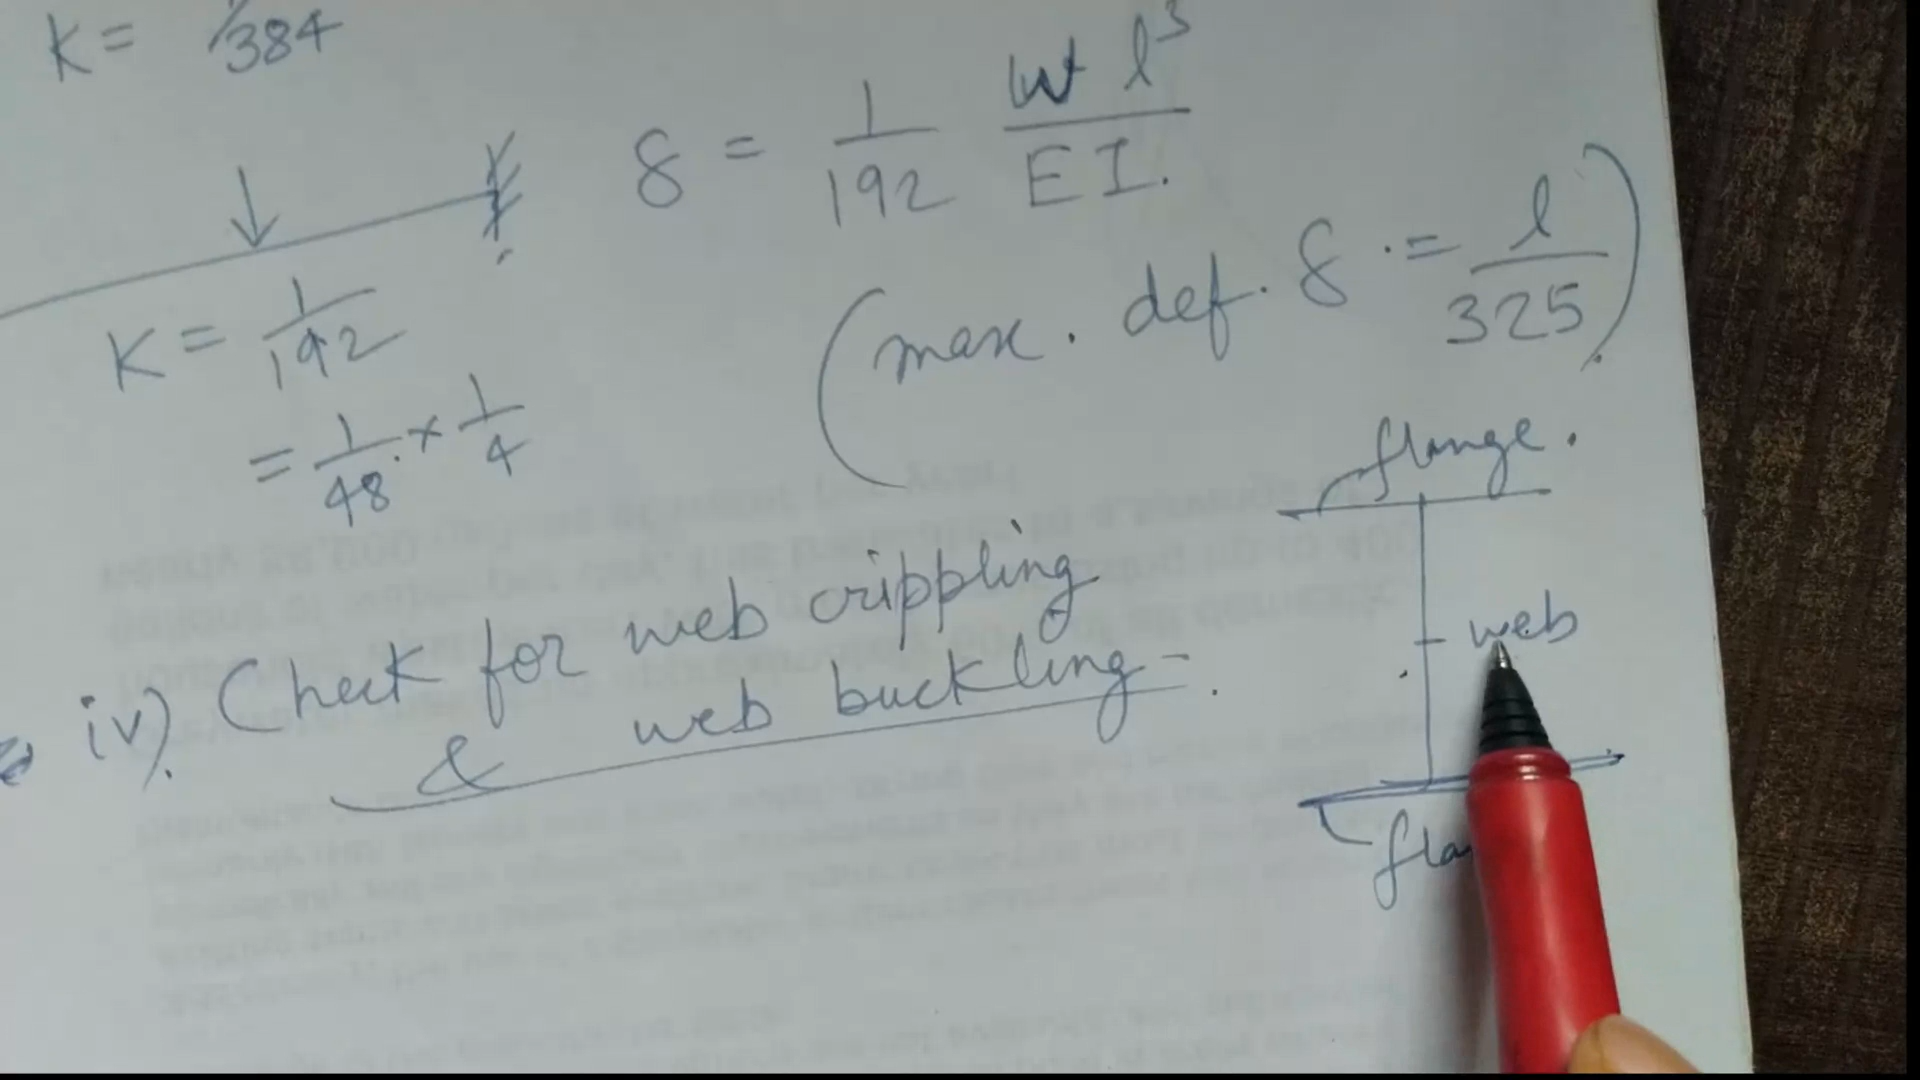 K = 1/384
δ = 1/192 Wl³/EI.
K = 1/192
= 1/48 × 1/4
(max. def. δ = l/325)
flange.
web
iv) Check for web crippling
& web buckling -